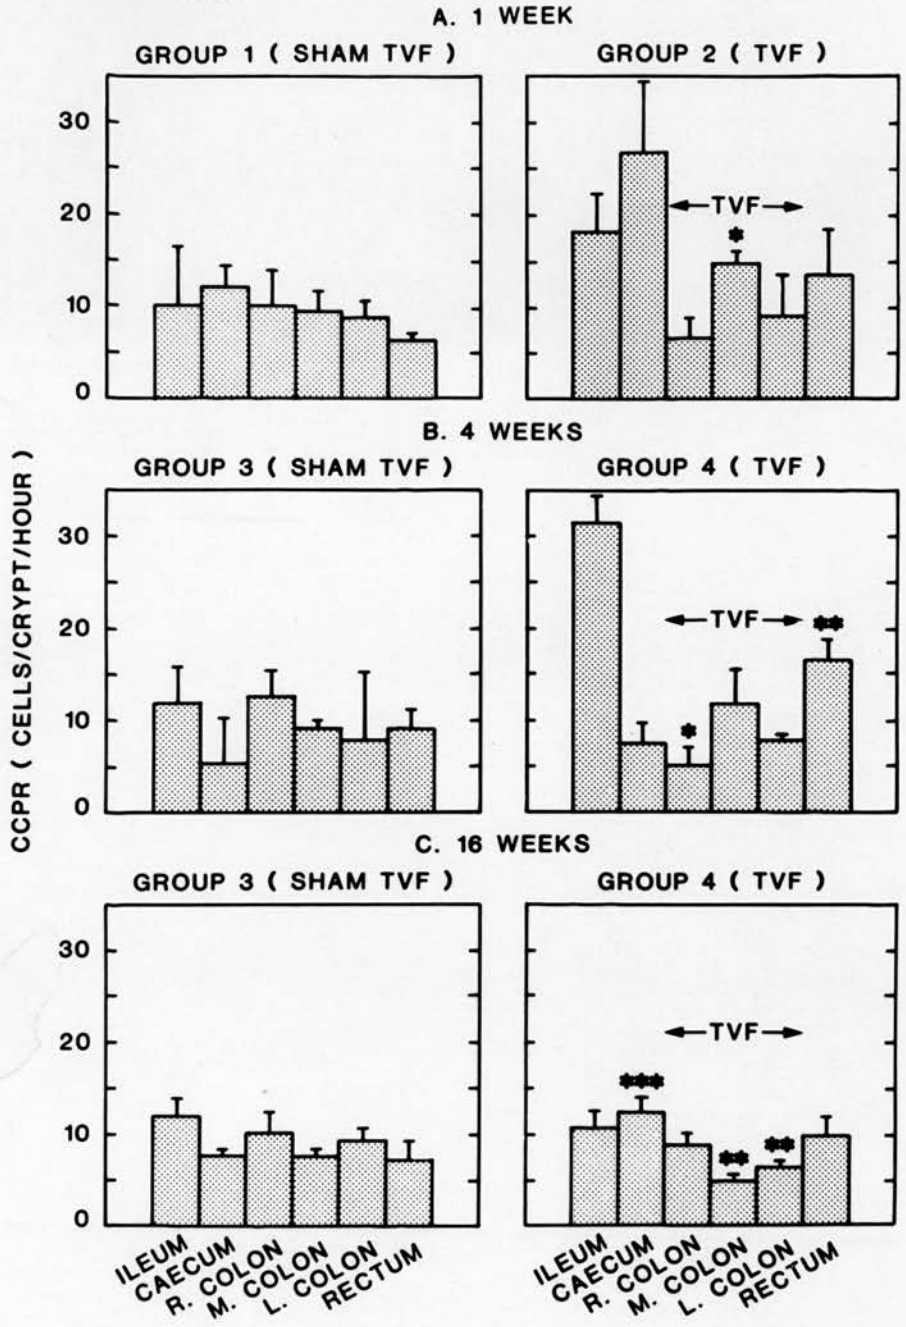 A. 1 WEEK
GROUP 1 ( SHAM TVF )
GROUP 2 ( TVF )
30
20
10
0
TVF
*
B. 4 WEEKS
GROUP 3 ( SHAM TVF )
GROUP 4 ( TVF )
CCPR ( CELLS/CRYPT/HOUR )
30
20
10
0
TVF
**
*
C. 16 WEEKS
GROUP 3 ( SHAM TVF )
GROUP 4 ( TVF )
30
20
10
0
TVF
***
**
**
ILEUM
CAECUM
R. COLON
M. COLON
L. COLON
RECTUM
ILEUM
CAECUM
R. COLON
M. COLON
L. COLON
RECTUM